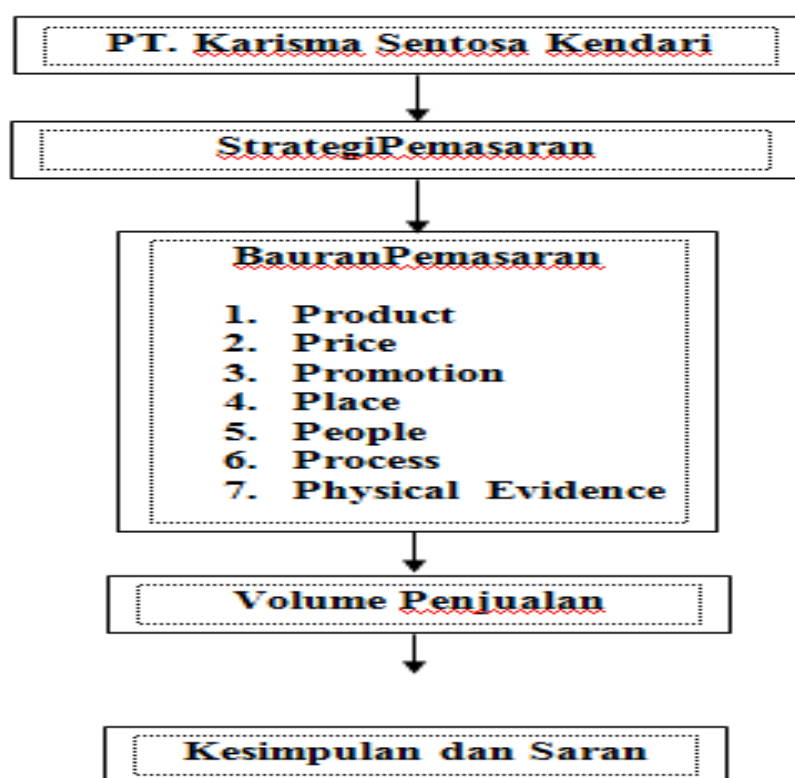 PT. Karisma Sentosa Kendari
StrategiPemasaran
BauranPemasaran
1. Product
2. Price
3. Promotion
4. Place
5. People
6. Process
7. Physical Evidence
Volume Penjualan
Kesimpulan dan Saran